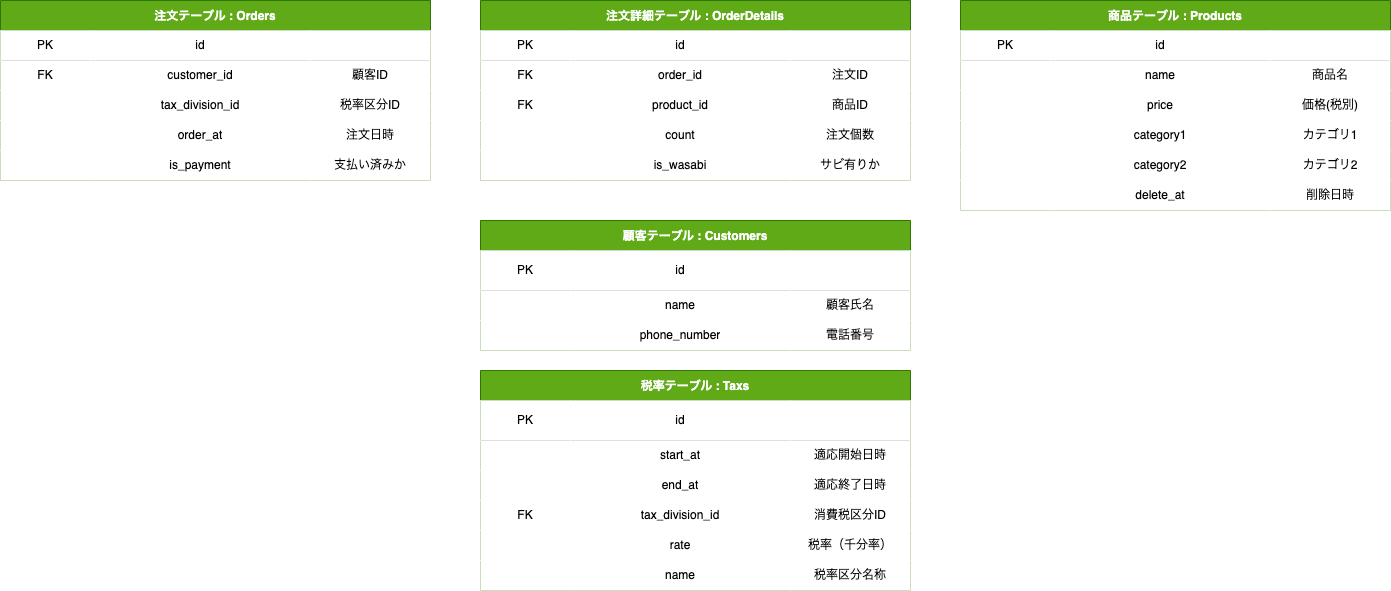 注文テーブル : Orders
PK id
FK customer_id 顧客ID
tax_division_id 税率区分ID
order_at 注文日時
is_payment 支払い済みか
注文詳細テーブル : OrderDetails
PK id
FK order_id 注文ID
FK product_id 商品ID
count 注文個数
is_wasabi サビ有りか
商品テーブル : Products
PK id
name 商品名
price 価格(税別)
category1 カテゴリ1
category2 カテゴリ2
delete_at 削除日時
顧客テーブル : Customers
PK id
name 顧客氏名
phone_number 電話番号
税率テーブル : Taxs
PK id
start_at 適応開始日時
end_at 適応終了日時
FK tax_division_id 消費税区分ID
rate 税率（千分率）
name 税率区分名称